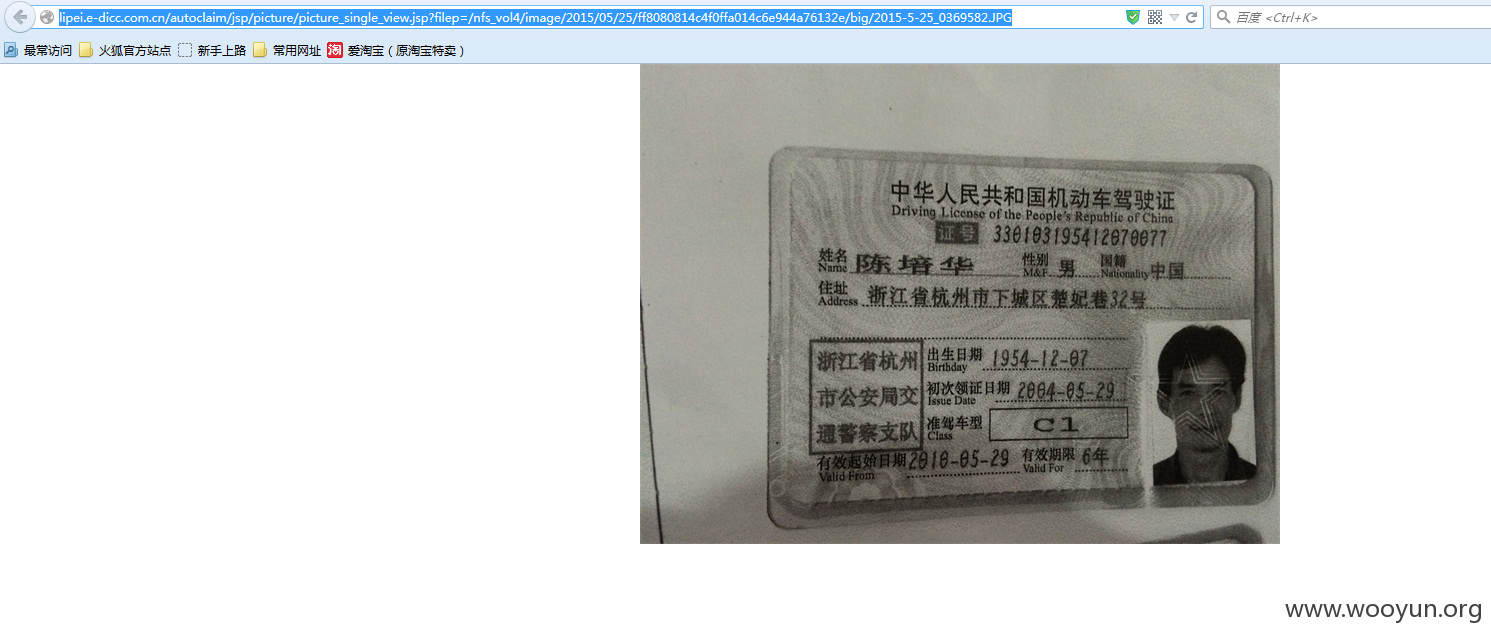 lipei.e-dicc.com.cn/autoclaim/jsp/picture/picture_single_view.jsp?filep=/nfs_vol4/image/2015/05/25/ff8080814c4f0ffa014c6e944a76132e/big/2015-5-25_0369582.JPG
百度 <Ctrl+K>
最常访问 火狐官方站点 新手上路 常用网址 淘 爱淘宝（原淘宝特卖）
中华人民共和国机动车驾驶证
Driving License of the People's Republic of China
证号 330103195412070077
姓名 陈培华 性别 男 国籍 中国
Name M&F Nationality
住址 浙江省杭州市下城区楚妃巷32号
Address
浙江省杭州
市公安局交
通警察支队
出生日期 1954-12-07
Birthday
初次领证日期 2004-05-29
Issue Date
准驾车型 C1
Class
有效起始日期 2010-05-29 有效期限 6年
Valid From Valid For
www.wooyun.org